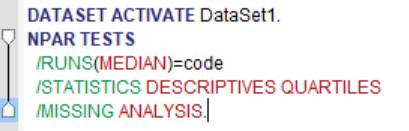 DATASET ACTIVATE DataSet1.
NPAR TESTS
/RUNS(MEDIAN)=code
/STATISTICS DESCRIPTIVES QUARTILES
/MISSING ANALYSIS.